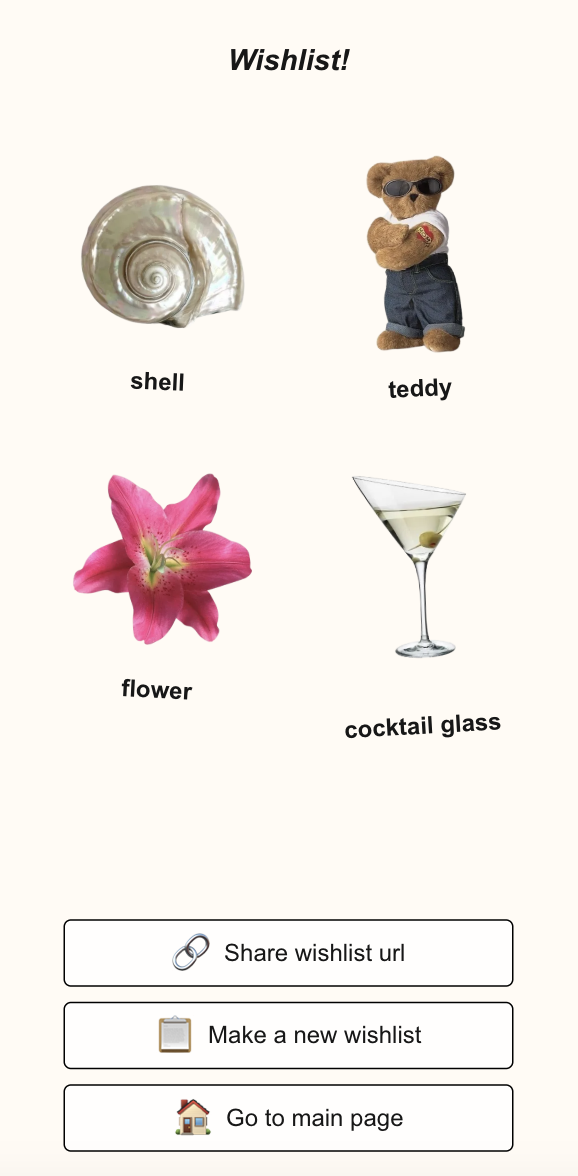 Wishlist!
shell
teddy
flower
cocktail glass
Share wishlist url
Make a new wishlist
Go to main page